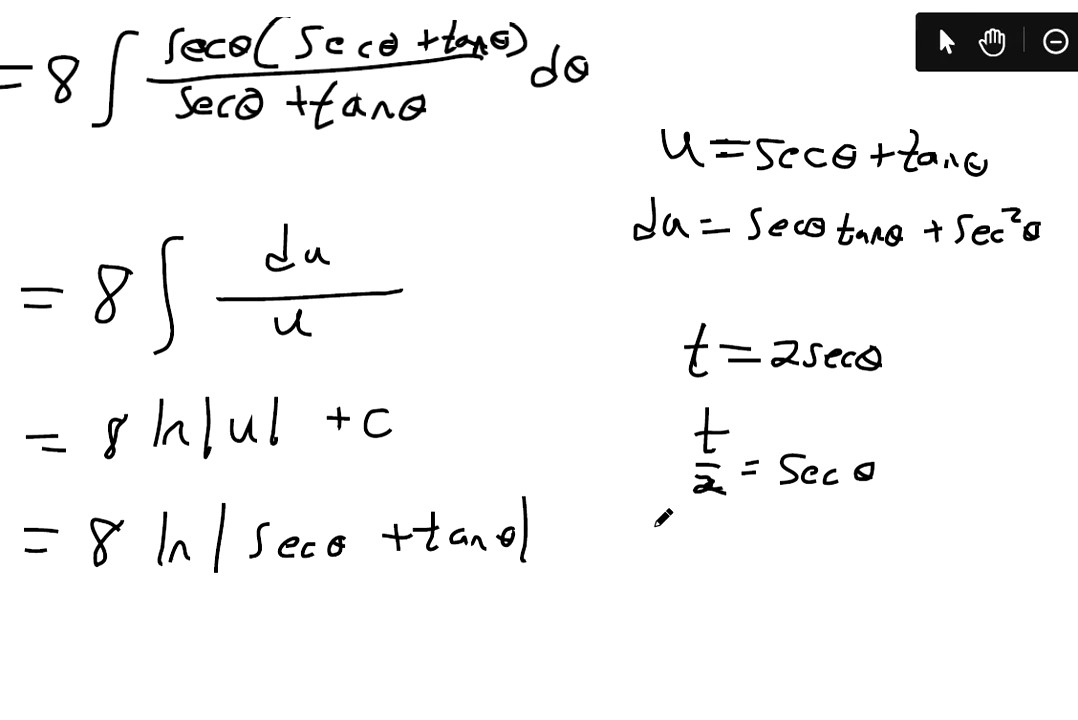 = 8 ∫ secθ(secθ + tanθ) / secθ + tanθ dθ
u = secθ + tanθ
du = secθ tanθ + sec²θ
= 8 ∫ du / u
t = 2secθ
= 8 ln|u| + c
t/2 = secθ
= 8 ln|secθ + tanθ|